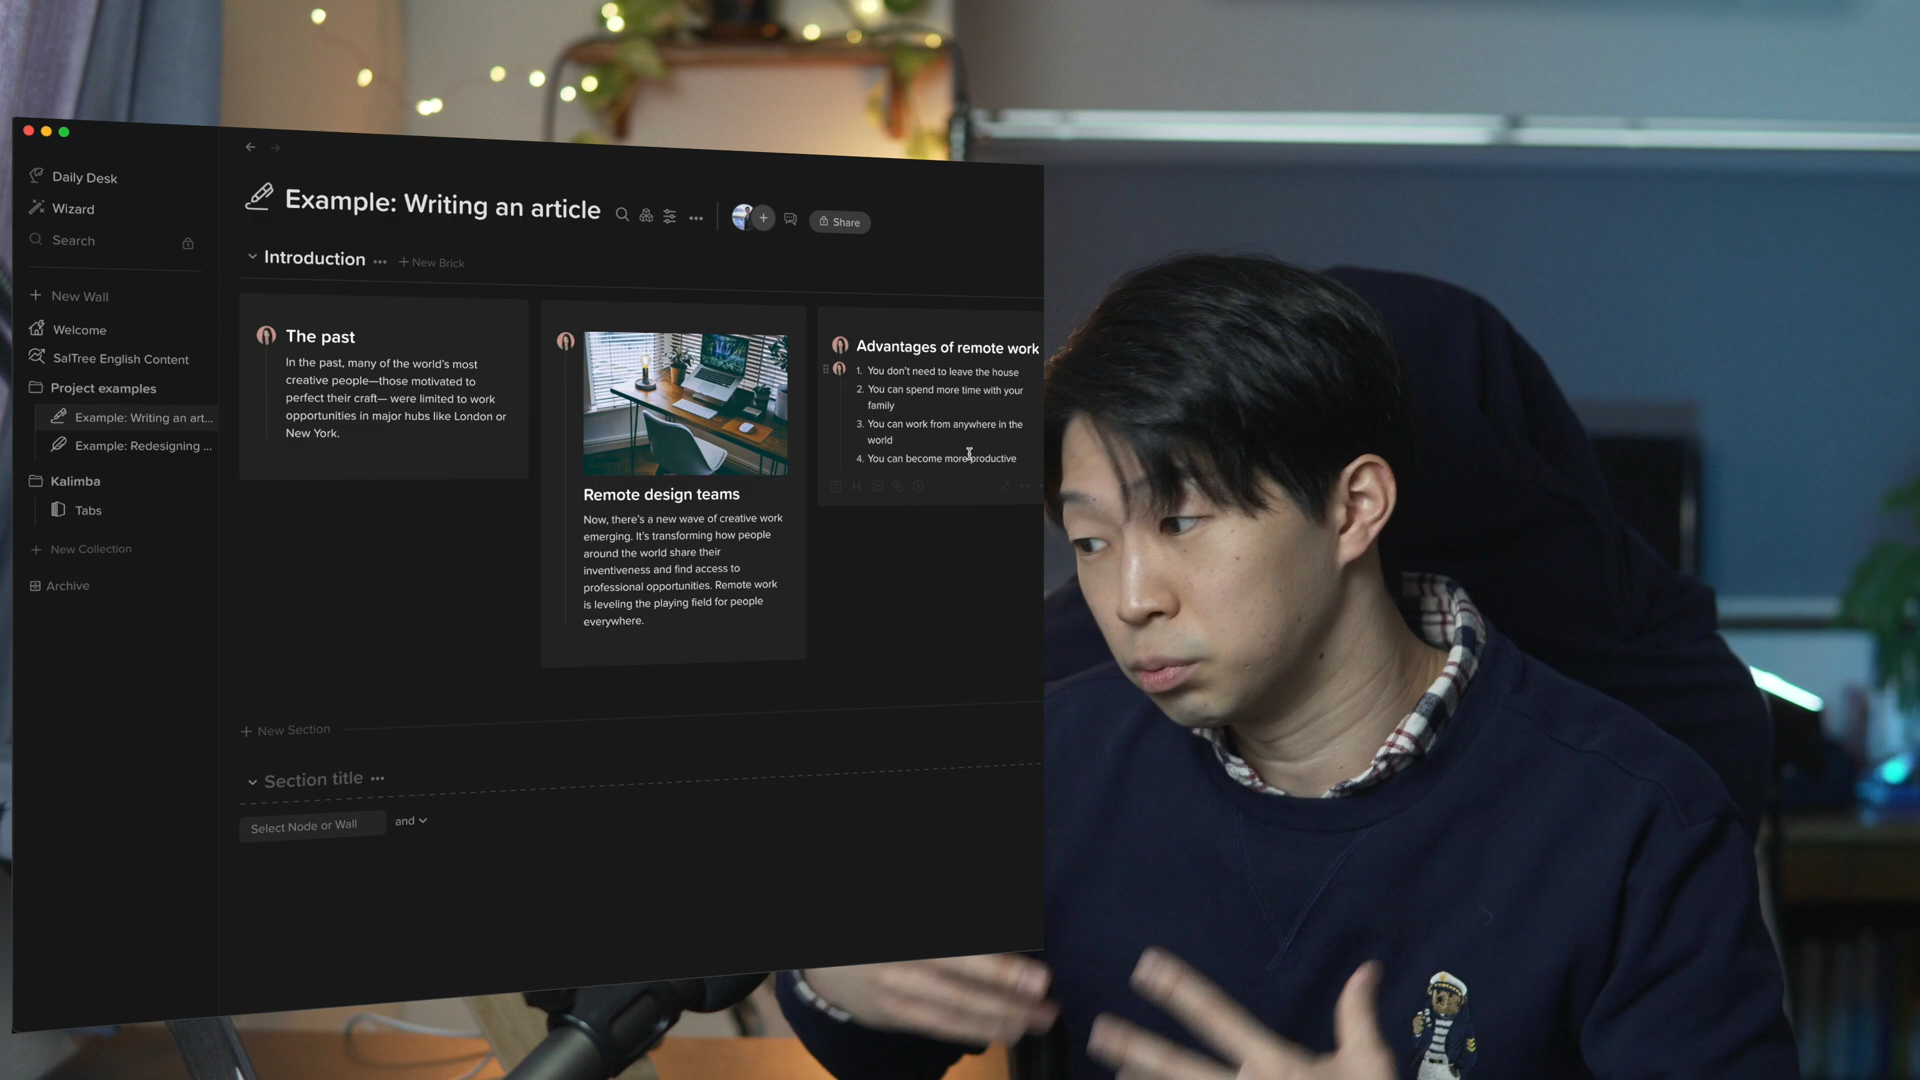 Daily Desk
Wizard
Search
New Wall
Welcome
SalTree English Content
Project examples
Example: Writing an art...
Example: Redesigning ...
Kalimba
Tabs
New Collection
Archive
Example: Writing an article
Share
Introduction
New Brick
The past
In the past, many of the world's most
creative people—those motivated to
perfect their craft— were limited to work
opportunities in major hubs like London or
New York.
Remote design teams
Now, there's a new wave of creative work
emerging. It's transforming how people
around the world share their
inventiveness and find access to
professional opportunities. Remote work
is leveling the playing field for people
everywhere.
Advantages of remote work
1. You don't need to leave the house
2. You can spend more time with your
family
3. You can work from anywhere in the
world
4. You can become more productive
New Section
Section title
Select Node or Wall
and